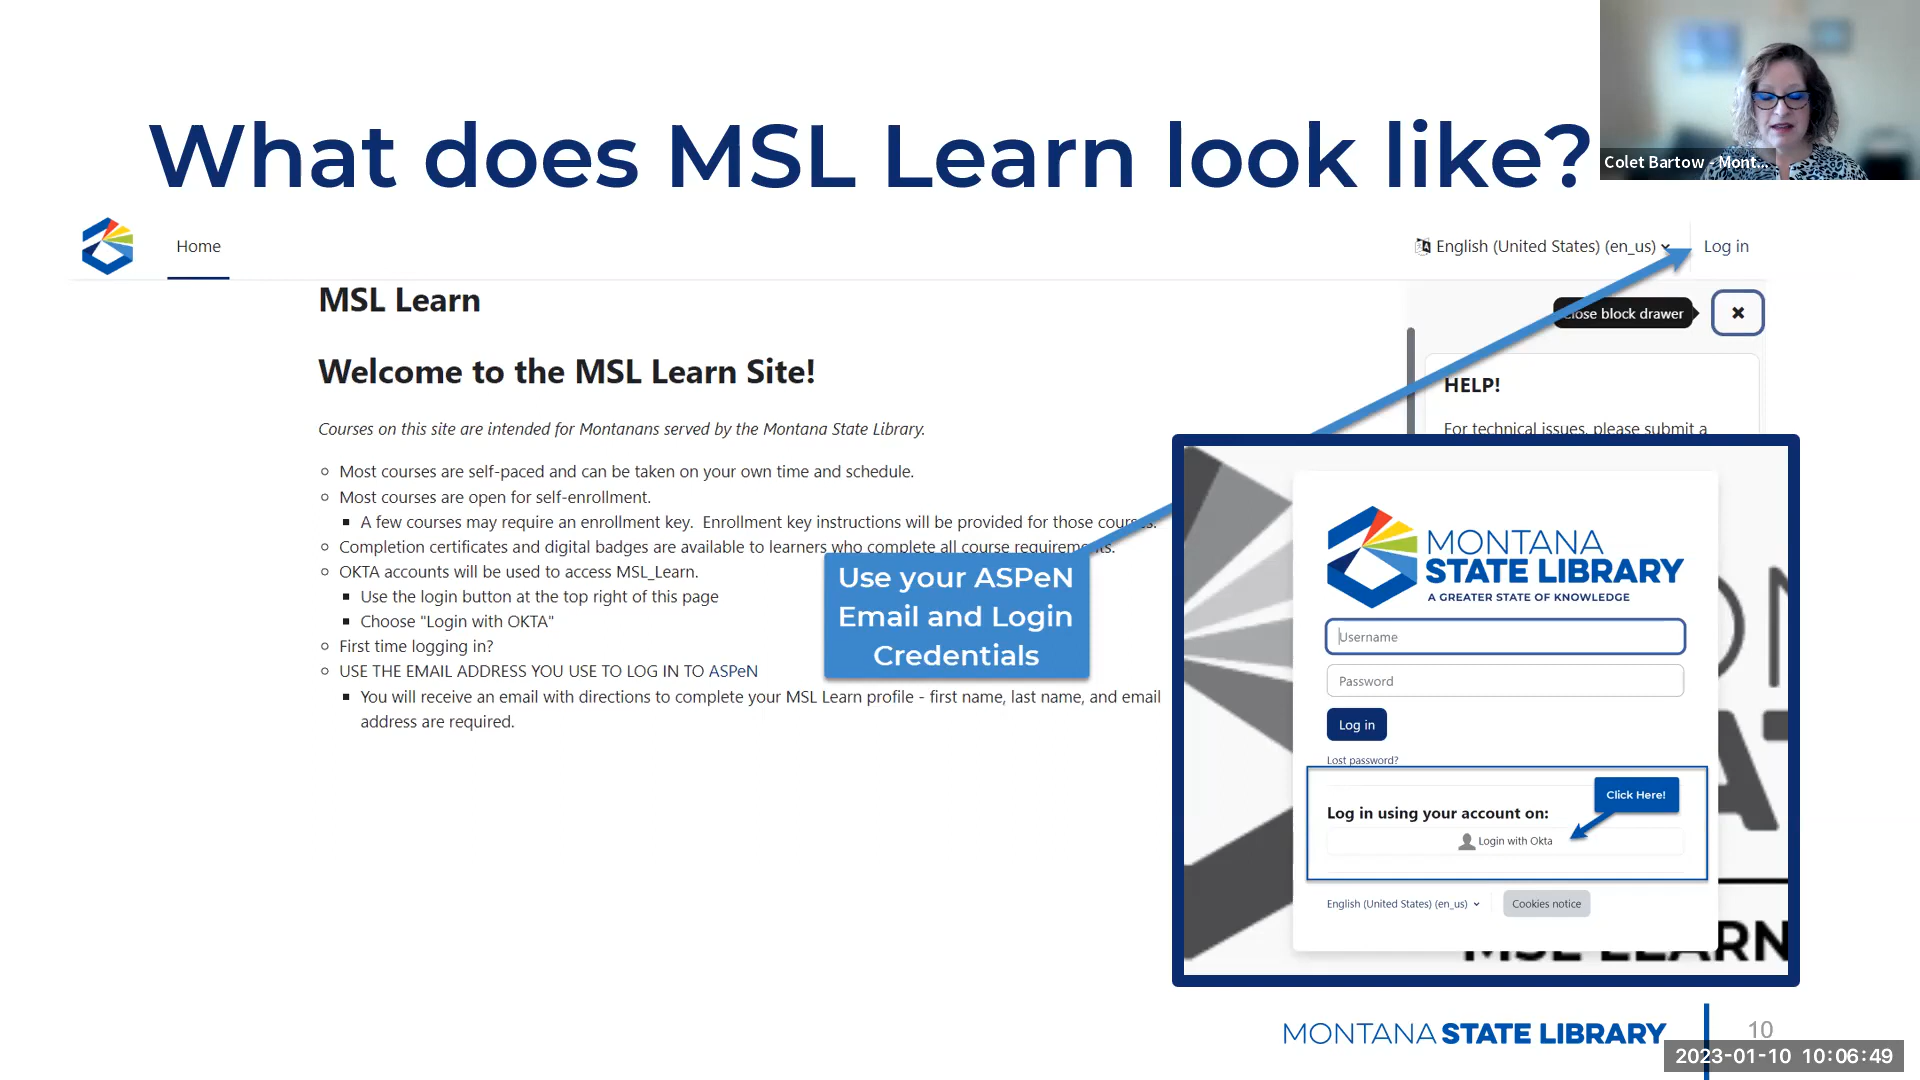 What does MSL Learn look like?
Colet Bartow - Mont...
Home
English (United States) (en_us)
Log in
MSL Learn
Close block drawer
Welcome to the MSL Learn Site!
HELP!
Courses on this site are intended for Montanans served by the Montana State Library.
For technical issues, please submit a
Most courses are self-paced and can be taken on your own time and schedule.
Most courses are open for self-enrollment.
A few courses may require an enrollment key. Enrollment key instructions will be provided for those courses.
Completion certificates and digital badges are available to learners who complete all course requirements.
OKTA accounts will be used to access MSL_Learn.
Use the login button at the top right of this page
Choose "Login with OKTA"
First time logging in?
USE THE EMAIL ADDRESS YOU USE TO LOG IN TO ASPeN
You will receive an email with directions to complete your MSL Learn profile - first name, last name, and email
address are required.
Use your ASPeN
Email and Login
Credentials
MONTANA
STATE LIBRARY
A GREATER STATE OF KNOWLEDGE
Username
Password
Log in
Lost password?
Click Here!
Log in using your account on:
Login with Okta
English (United States) (en_us)
Cookies notice
MSL LEARN
MONTANA STATE LIBRARY
10
2023-01-10 10:06:49